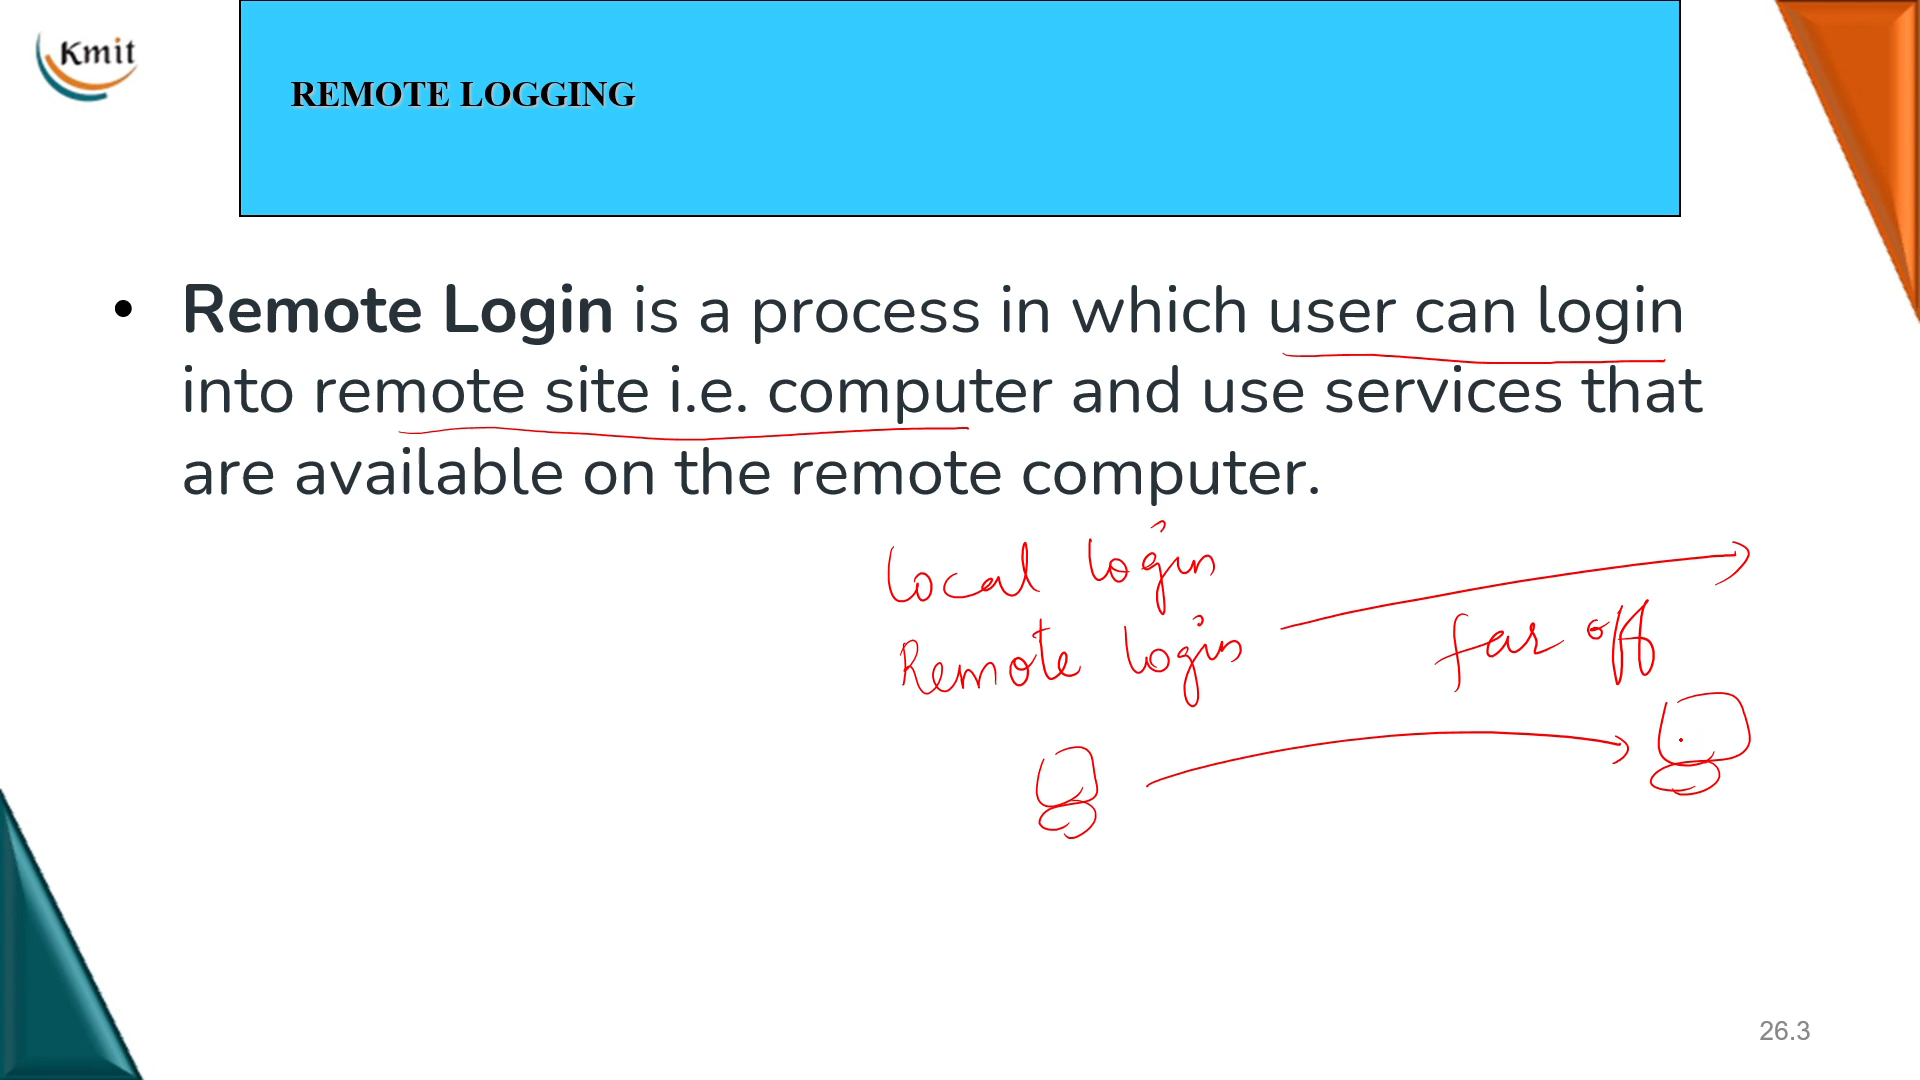 Kmit
REMOTE LOGGING
• Remote Login is a process in which user can login
into remote site i.e. computer and use services that
are available on the remote computer.
Local login
Remote login
far off
26.3